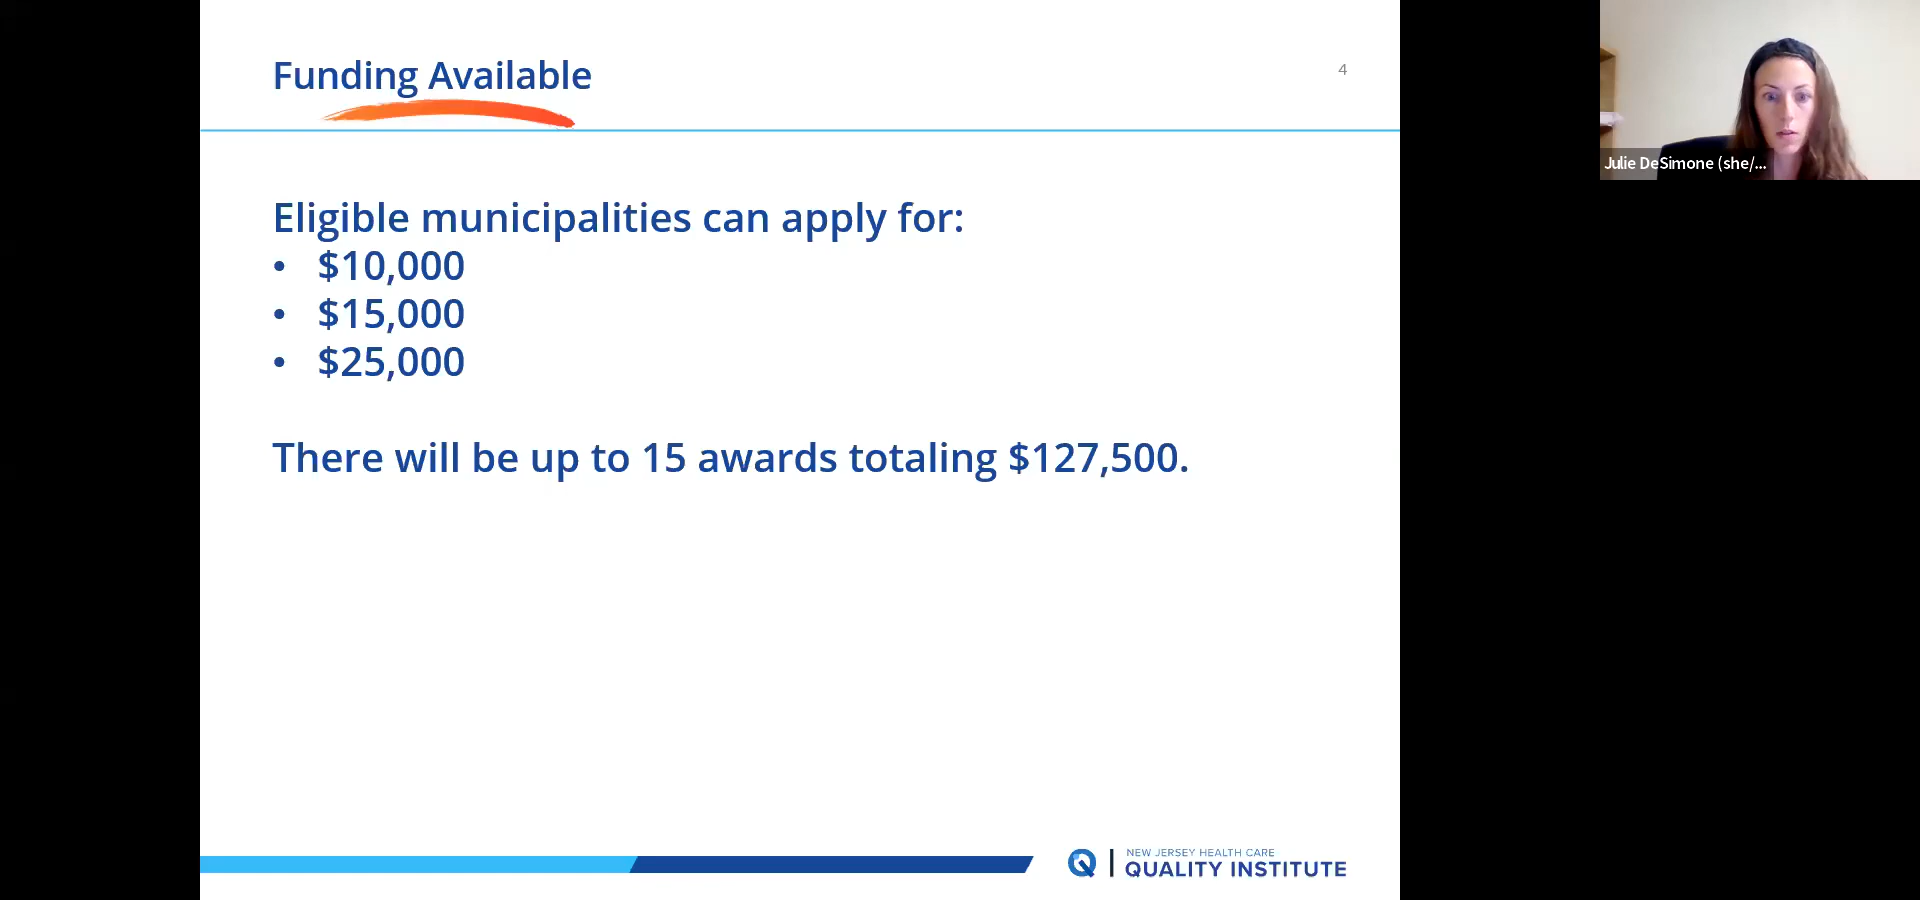 Funding Available
4
Eligible municipalities can apply for:
• $10,000
• $15,000
• $25,000
There will be up to 15 awards totaling $127,500.
NEW JERSEY HEALTH CARE
QUALITY INSTITUTE
Julie DeSimone (she/...